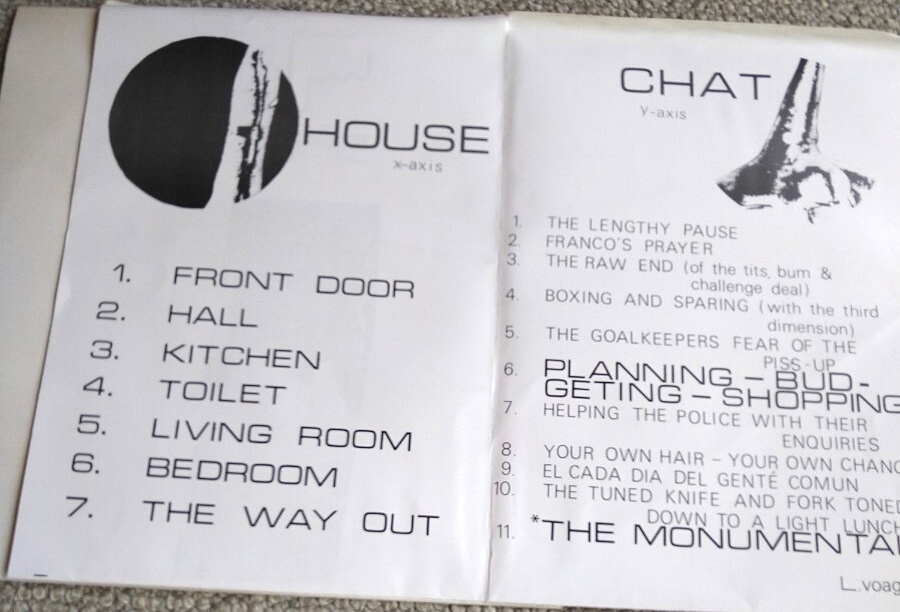 HOUSE
x-axis
1. FRONT DOOR
2. HALL
3. KITCHEN
4. TOILET
5. LIVING ROOM
6. BEDROOM
7. THE WAY OUT
CHAT
y-axis
1. THE LENGTHY PAUSE
2. FRANCO'S PRAYER
3. THE RAW END (of the tits, bum &
challenge deal)
4. BOXING AND SPARING (with the third
dimension)
5. THE GOALKEEPERS FEAR OF THE
PISS-UP
6. PLANNING – BUD-
GETING – SHOPPING
7. HELPING THE POLICE WITH THEIR
ENQUIRIES
8. YOUR OWN HAIR – YOUR OWN
9. EL CADA DIA DEL GENTÉ COMUN
10. THE TUNED KNIFE AND FORK TONED
DOWN TO A LIGHT LUNCH
11. *THE
L.